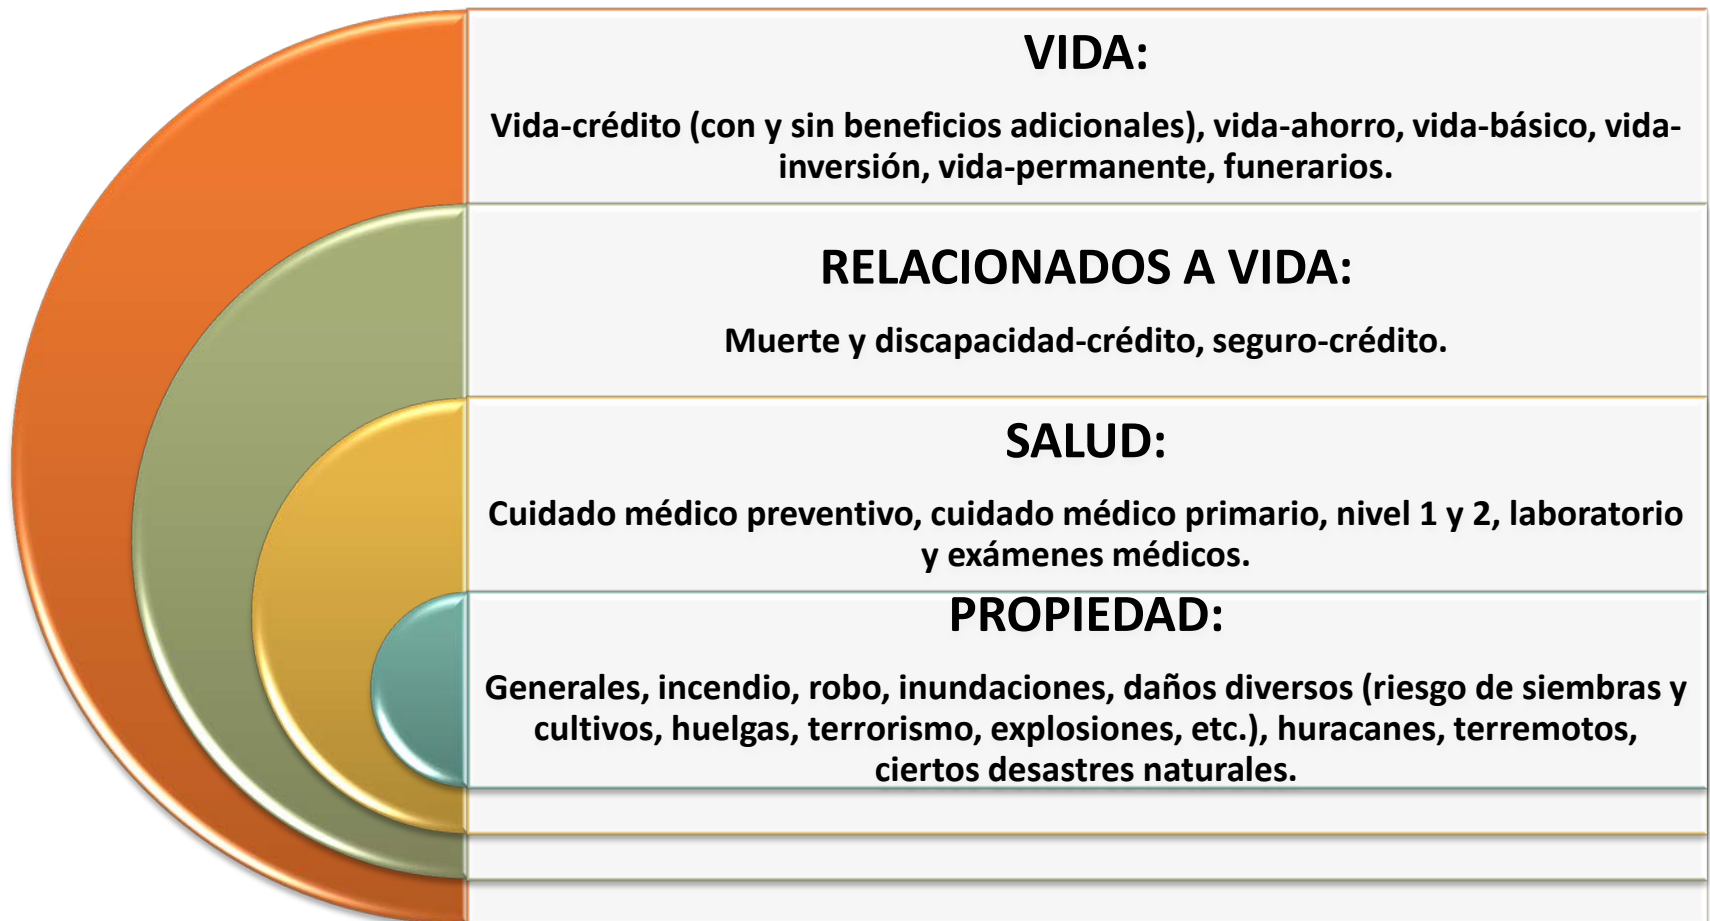 VIDA:
Vida-crédito (con y sin beneficios adicionales), vida-ahorro, vida-básico, vida-
inversión, vida-permanente, funerarios.
RELACIONADOS A VIDA:
Muerte y discapacidad-crédito, seguro-crédito.
SALUD:
Cuidado médico preventivo, cuidado médico primario, nivel 1 y 2, laboratorio
y exámenes médicos.
PROPIEDAD:
Generales, incendio, robo, inundaciones, daños diversos (riesgo de siembras y
cultivos, huelgas, terrorismo, explosiones, etc.), huracanes, terremotos,
ciertos desastres naturales.